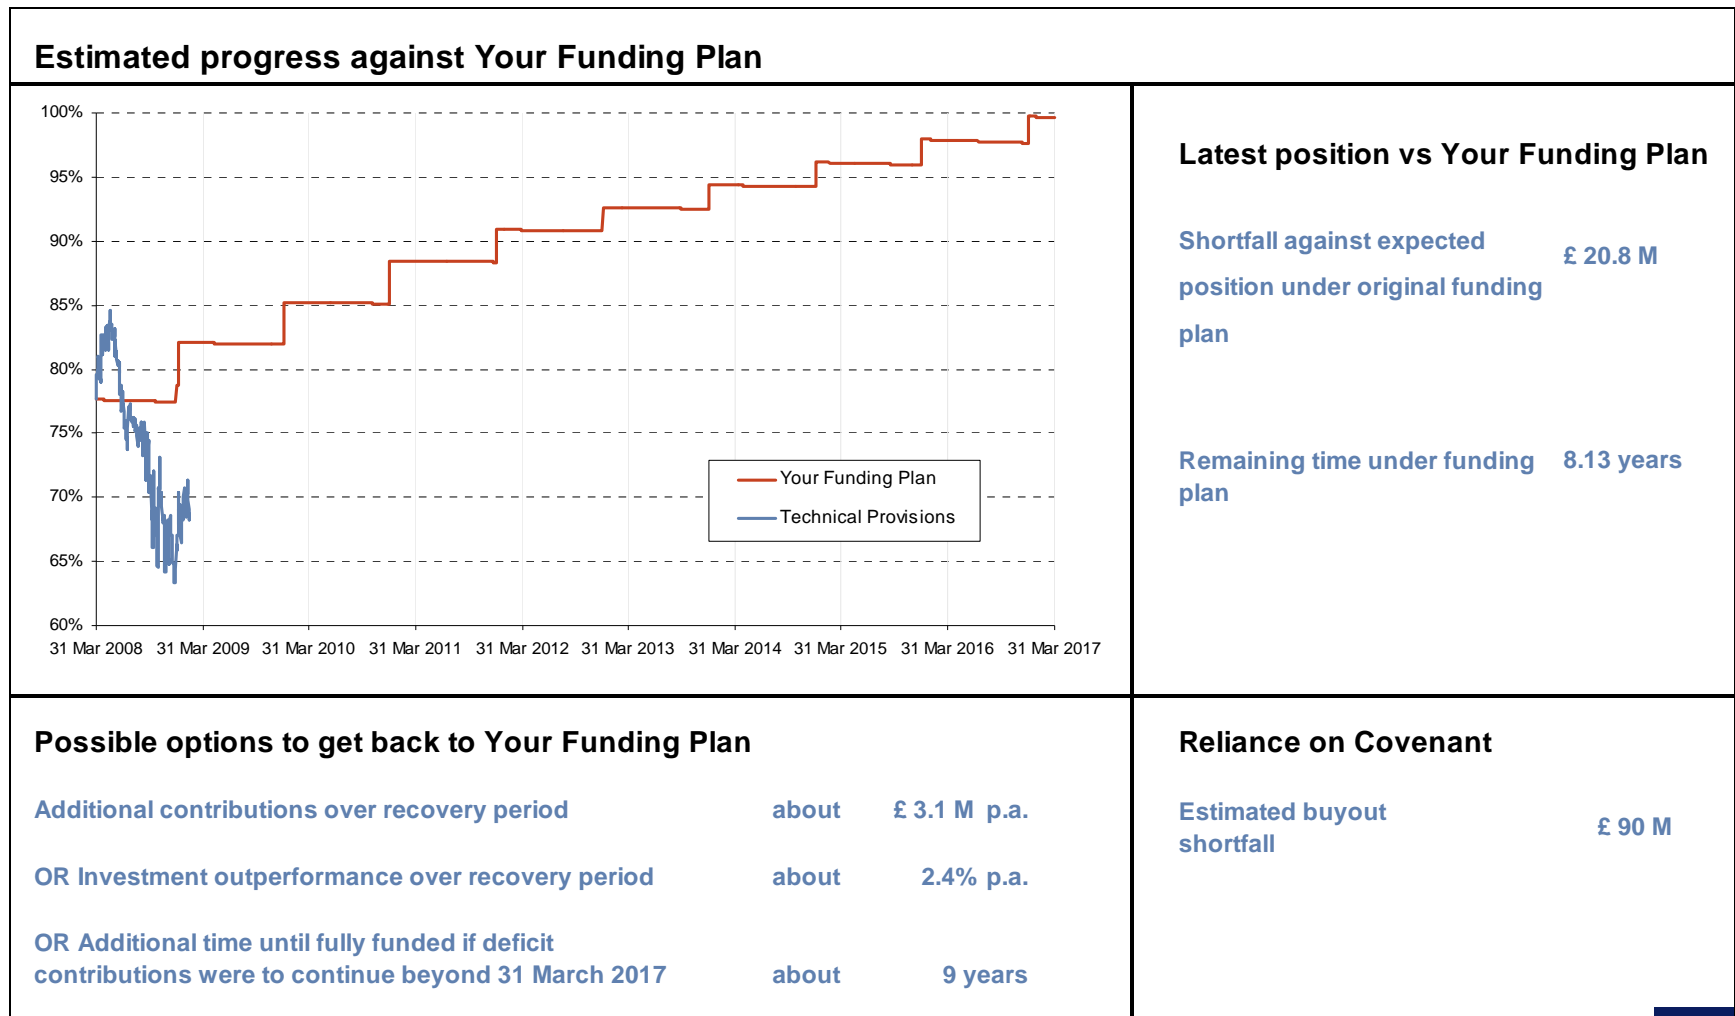 Estimated progress against Your Funding Plan
100%
95%
90%
85%
80%
75%
70%
65%
60%
31 Mar 2008 31 Mar 2009 31 Mar 2010 31 Mar 2011 31 Mar 2012 31 Mar 2013 31 Mar 2014 31 Mar 2015 31 Mar 2016 31 Mar 2017
Your Funding Plan
Technical Provisions
Latest position vs Your Funding Plan
Shortfall against expected
position under original funding
plan
£ 20.8 M
Remaining time under funding
plan
8.13 years
Possible options to get back to Your Funding Plan
Additional contributions over recovery period about £ 3.1 M p.a.
OR Investment outperformance over recovery period about 2.4% p.a.
OR Additional time until fully funded if deficit
contributions were to continue beyond 31 March 2017 about 9 years
Reliance on Covenant
Estimated buyout
shortfall
£ 90 M